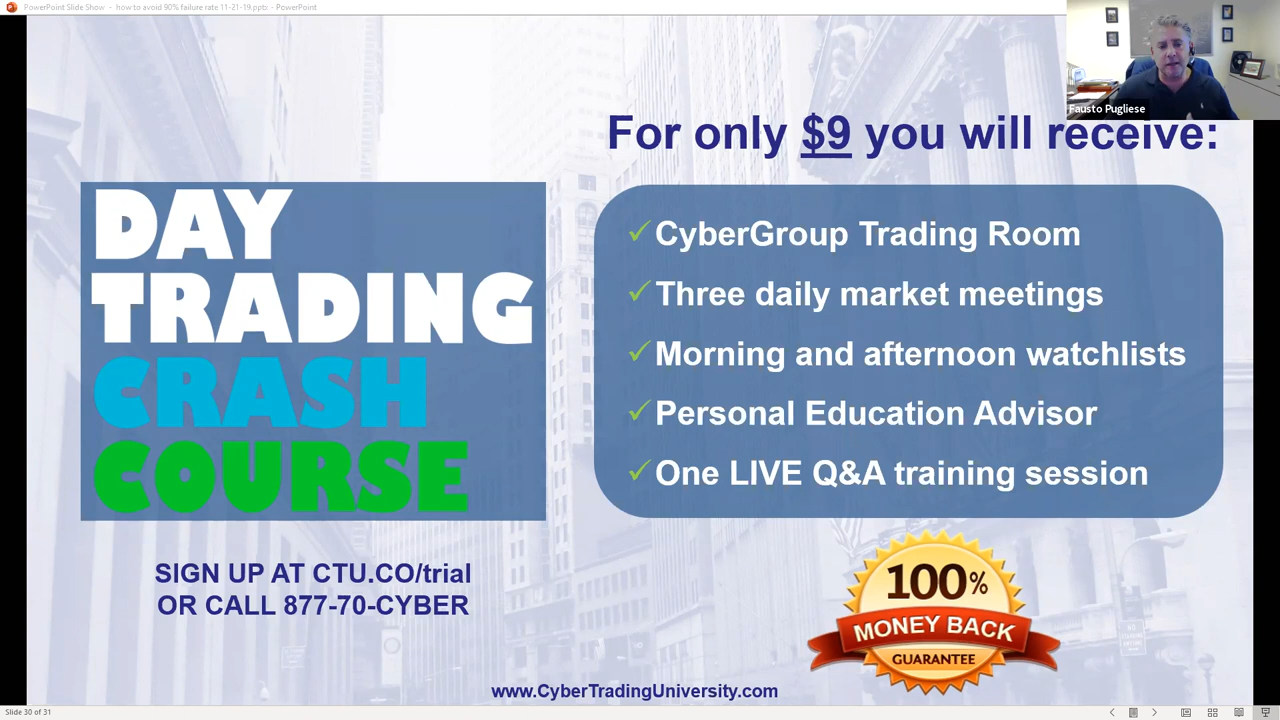 PowerPoint Slide Show - how to avoid 90% failure rate 11-21-19.pptx - PowerPoint
Fausto Pugliese
For only $9 you will receive:
DAY
TRADING
CRASH
COURSE
✓ CyberGroup Trading Room
✓ Three daily market meetings
✓ Morning and afternoon watchlists
✓ Personal Education Advisor
✓ One LIVE Q&A training session
SIGN UP AT CTU.CO/trial
OR CALL 877-70-CYBER
100%
MONEY BACK
GUARANTEE
www.CyberTradingUniversity.com
Slide 30 of 31